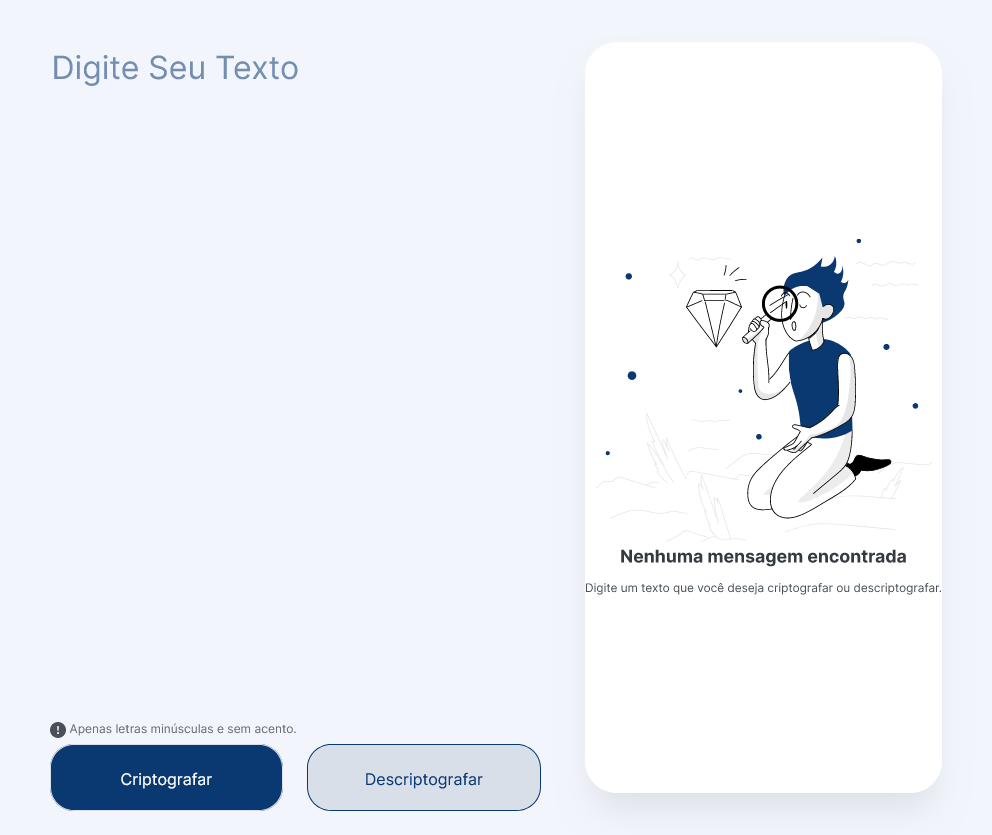 Digite Seu Texto
Nenhuma mensagem encontrada
Digite um texto que você deseja criptografar ou descriptografar.
! Apenas letras minúsculas e sem acento.
Criptografar
Descriptografar